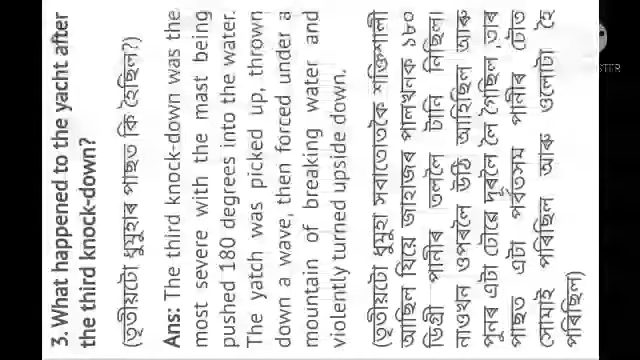 3. What happened to the yacht after
the third knock-down?
(তৃতীয়টো ধুমুহাৰ পাছত কি হৈছিল?)
Ans: The third knock-down was the
most severe with the mast being
pushed 180 degrees into the water.
The yatch was picked up, thrown
down a wave, then forced under a
mountain of breaking water and
violently turned upside down.
(তৃতীয়টো ধুমুহা সবাতোতকৈ শক্তিশালী
আছিল যিয়ে জাহাজৰ পালখনক ১৮০
ডিগ্ৰী পানীৰ তললৈ টানি নিছিল।
নাওখন ওপৰলৈ উঠি আহিছিল আৰু
পুনৰ এটা ঢৌৱে দূৰলৈ লৈ গৈছিল ,তাৰ
পাছত এটা পৰ্বতসম পানীৰ ঢৌত
সোমাই পৰিছিল আৰু ওলোটা হৈ
পৰিছিল)